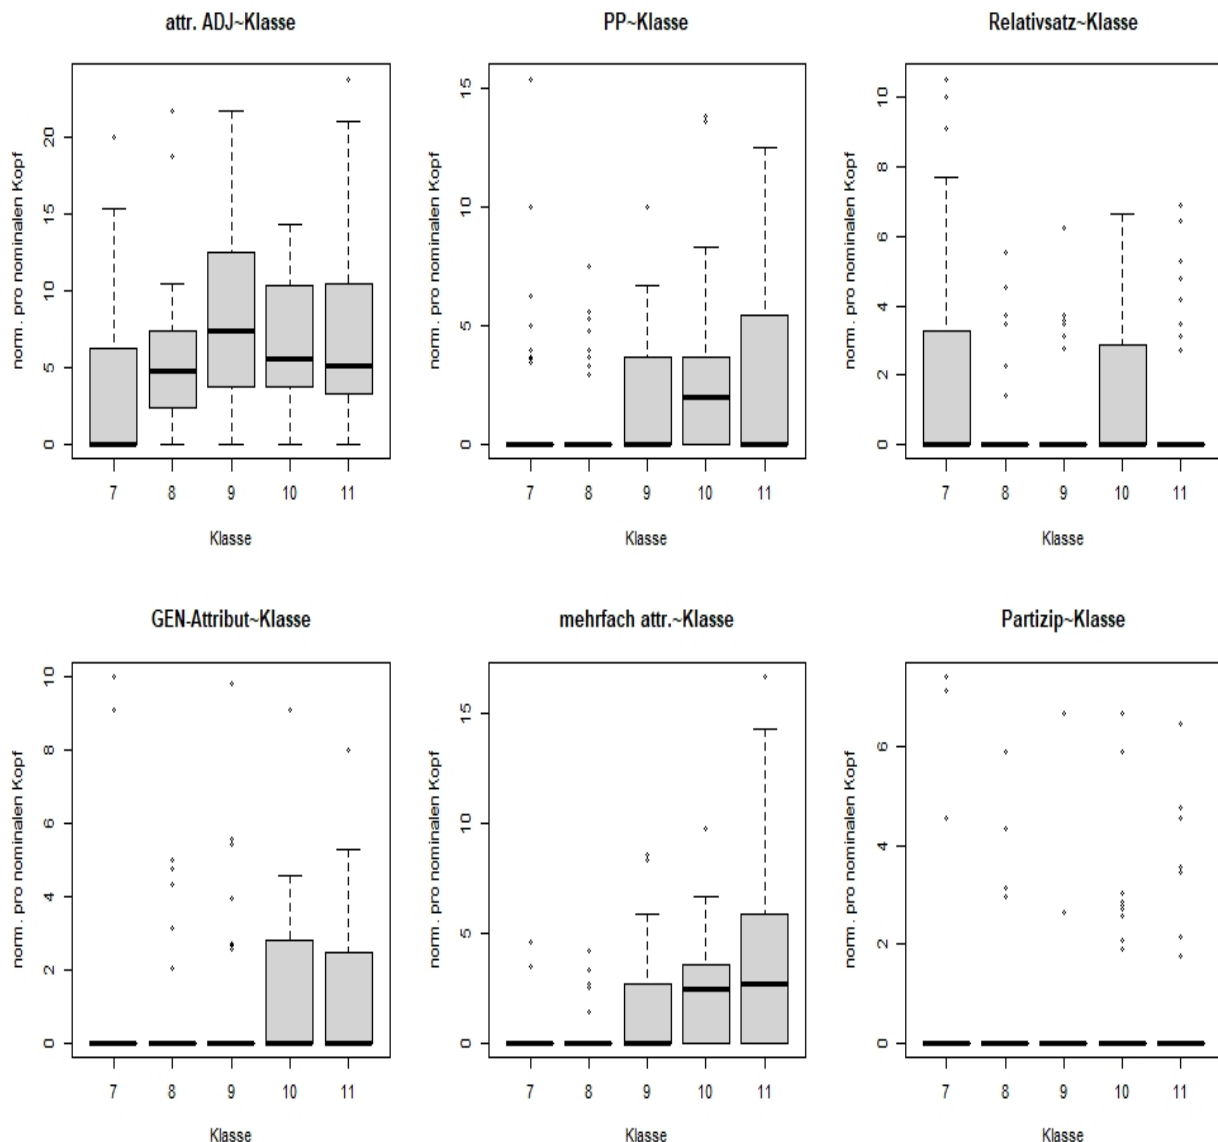 attr. ADJ~Klasse
norm. pro nominalen Kopf
20
15
10
5
0
7 8 9 10 11
Klasse
PP~Klasse
norm. pro nominalen Kopf
15
10
5
0
7 8 9 10 11
Klasse
Relativsatz~Klasse
norm. pro nominalen Kopf
10
8
6
4
2
0
7 8 9 10 11
Klasse
GEN-Attribut~Klasse
norm. pro nominalen Kopf
10
8
6
4
2
0
7 8 9 10 11
Klasse
mehrfach attr.~Klasse
norm. pro nominalen Kopf
15
10
5
0
7 8 9 10 11
Klasse
Partizip~Klasse
norm. pro nominalen Kopf
6
4
2
0
7 8 9 10 11
Klasse